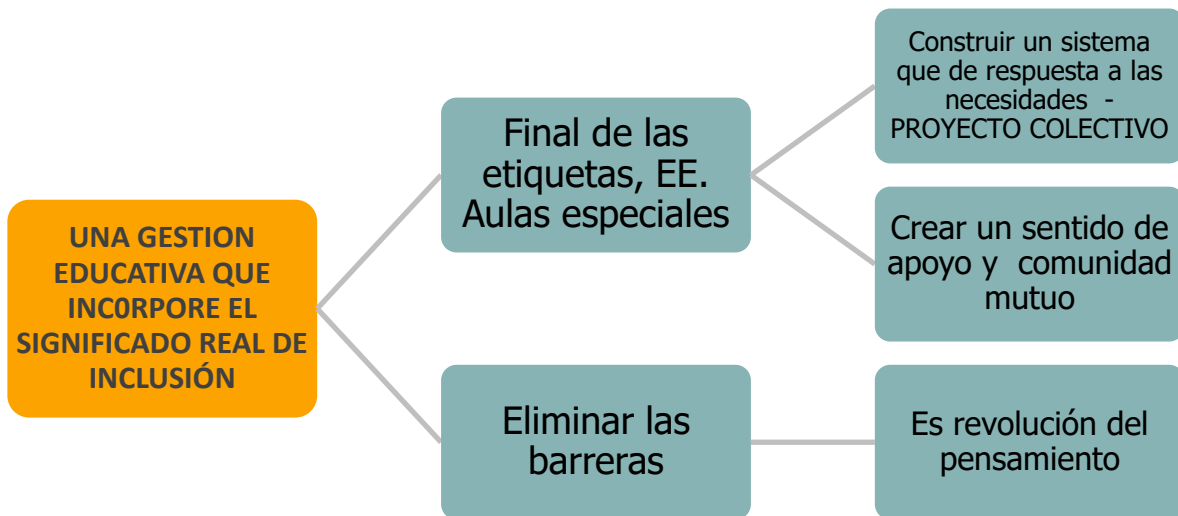 UNA GESTION
EDUCATIVA QUE
INC0RPORE EL
SIGNIFICADO REAL DE
INCLUSIÓN
Final de las
etiquetas, EE.
Aulas especiales
Construir un sistema
que de respuesta a las
necesidades -
PROYECTO COLECTIVO
Crear un sentido de
apoyo y comunidad
mutuo
Eliminar las
barreras
Es revolución del
pensamiento